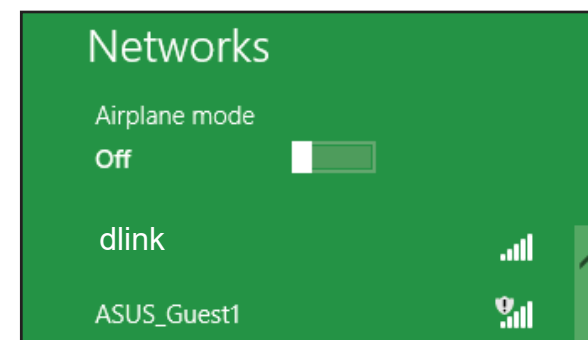 Networks
Airplane mode
Off
dlink
ASUS_Guest1